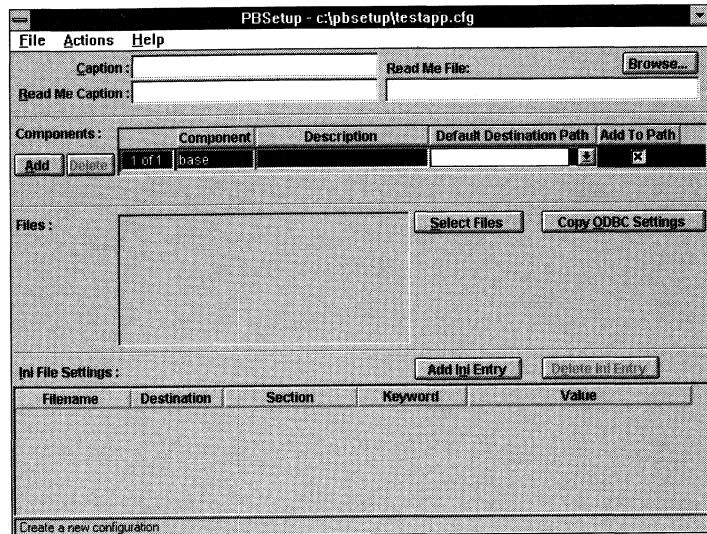 PBSetup - c:\pbsetup\testapp.cfg
File Actions Help
Caption :
Read Me File:
Browse...
Read Me Caption :
Components :
Component Description Default Destination Path Add To Path
Add Delete
1 of 1 base
Files :
Select Files Copy ODBC Settings
Ini File Settings :
Add Ini Entry Delete Ini Entry
Filename Destination Section Keyword Value
Create a new configuration